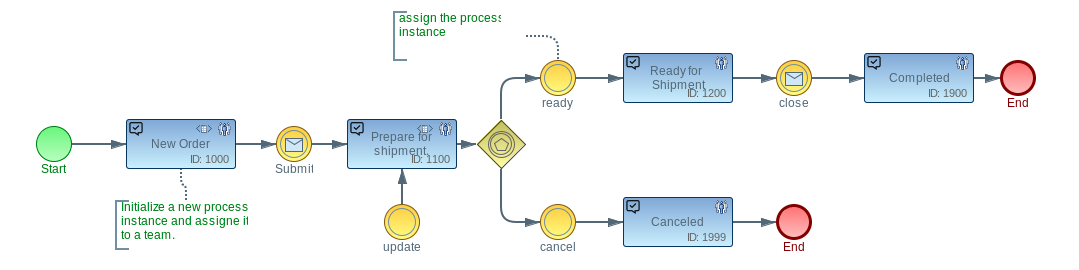 assign the process
instance
ready
Ready for
Shipment
ID: 1200
close
Completed
ID: 1900
End
Start
New Order
ID: 1000
Submit
Prepare for
shipment
ID: 1100
Initialize a new process
instance and assigne it
to a team.
update
cancel
Canceled
ID: 1999
End